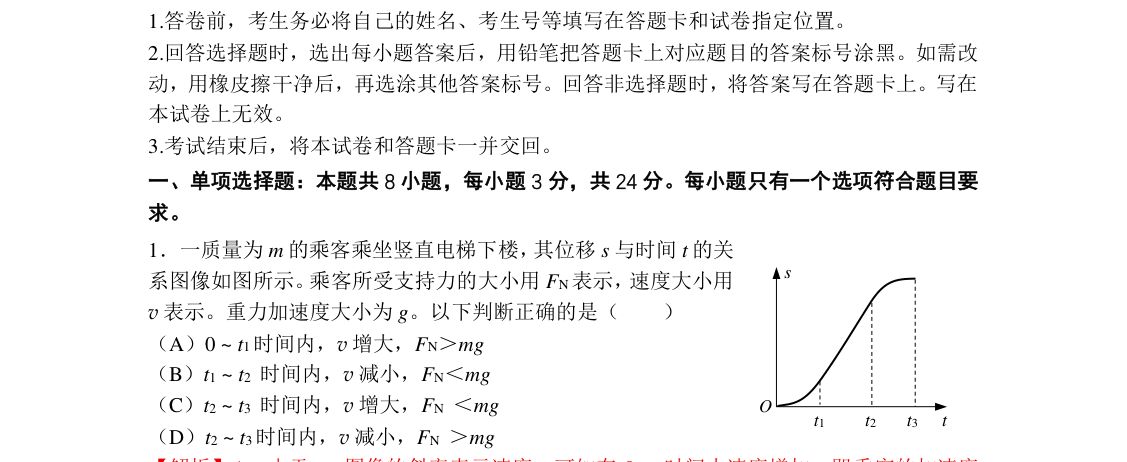 1.答卷前，考生务必将自己的姓名、考生号等填写在答题卡和试卷指定位置。
2.回答选择题时，选出每小题答案后，用铅笔把答题卡上对应题目的答案标号涂黑。如需改
动，用橡皮擦干净后，再选涂其他答案标号。回答非选择题时，将答案写在答题卡上。写在
本试卷上无效。
3.考试结束后，将本试卷和答题卡一并交回。
一、单项选择题：本题共 8 小题，每小题 3 分，共 24 分。每小题只有一个选项符合题目要
求。
1．一质量为 m 的乘客乘坐竖直电梯下楼，其位移 s 与时间 t 的关
系图像如图所示。乘客所受支持力的大小用 FN 表示，速度大小用
v 表示。重力加速度大小为 g。以下判断正确的是（　　）
（A）0 ~ t1 时间内，v 增大，FN＞mg
（B）t1 ~ t2 时间内，v 减小，FN＜mg
（C）t2 ~ t3 时间内，v 增大，FN ＜mg
（D）t2 ~ t3 时间内，v 减小，FN ＞mg
s
O
t1 t2 t3 t